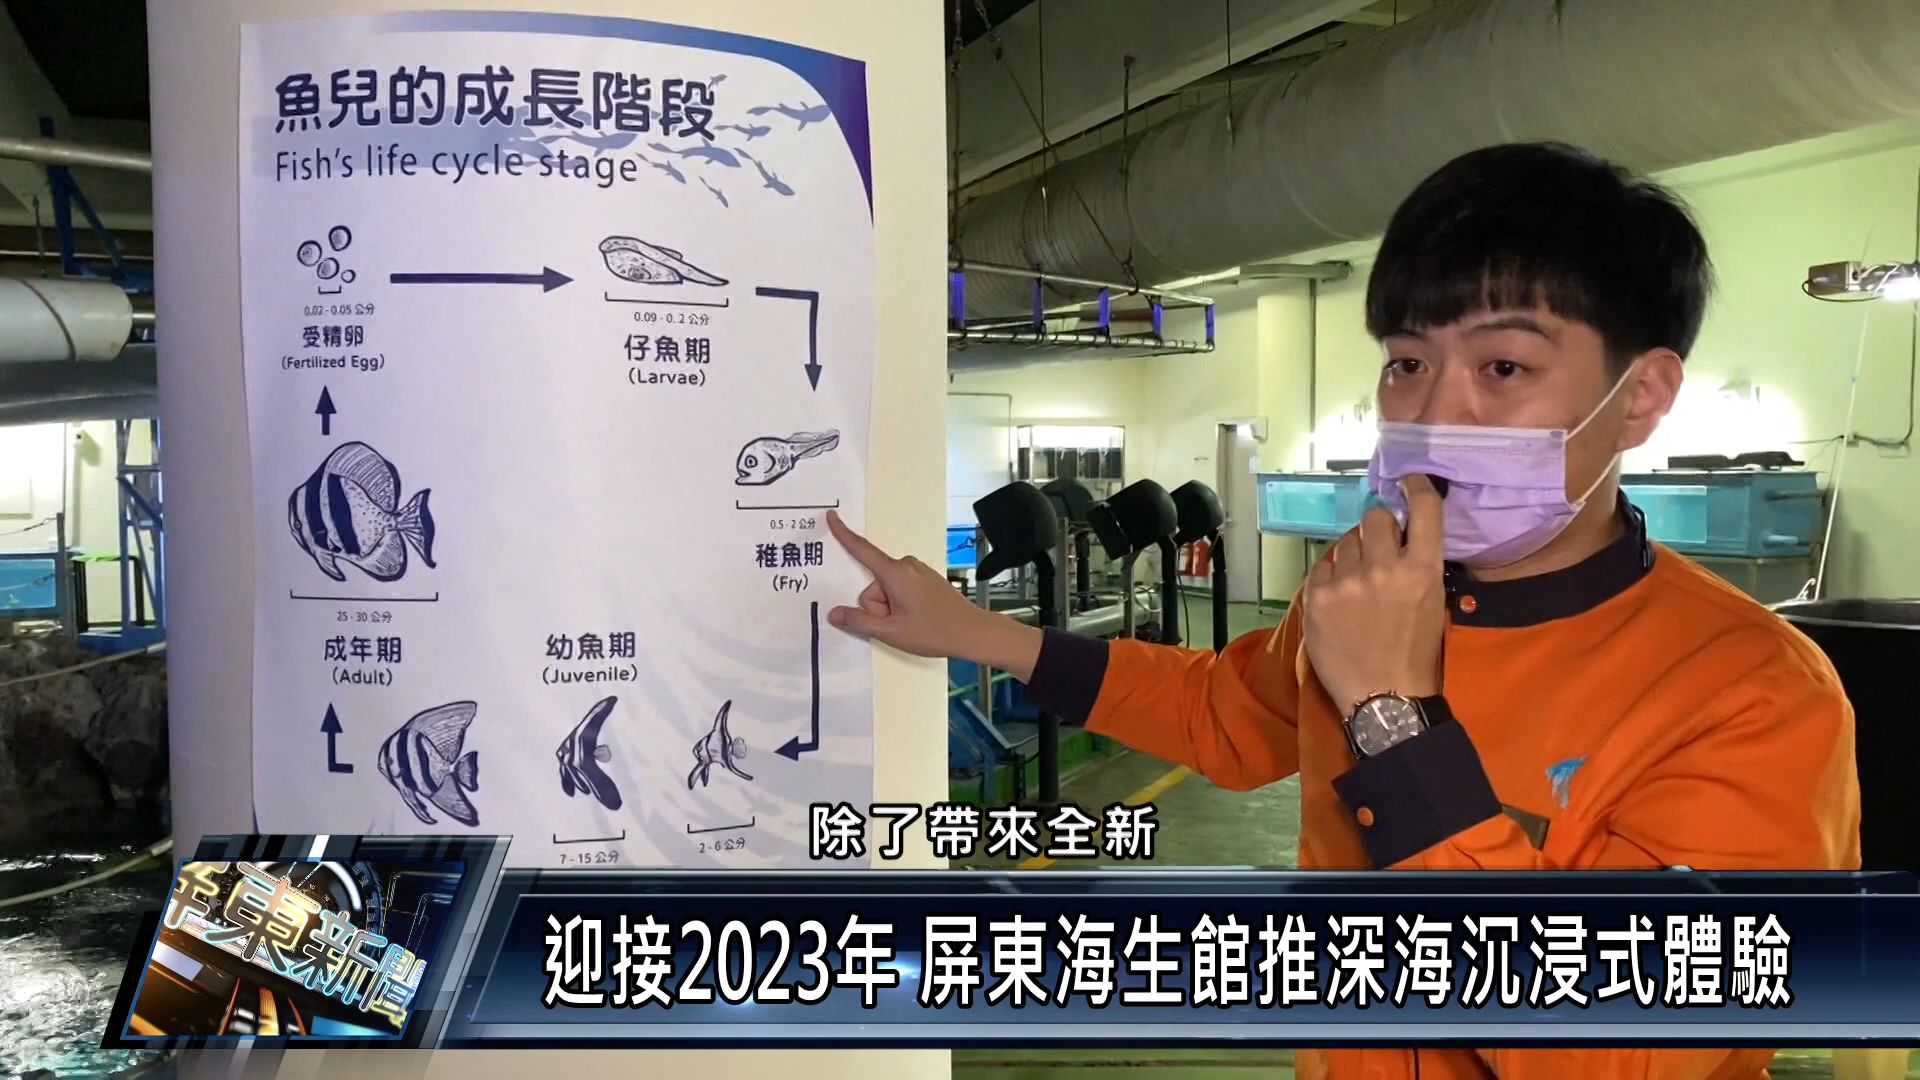 魚兒的成長階段
Fish's life cycle stage
0.02 - 0.05 公分
受精卵
(Fertilized Egg)
0.09 - 0.2 公分
仔魚期
(Larvae)
0.5 - 2 公分
稚魚期
(Fry)
25 - 30 公分
成年期
(Adult)
幼魚期
(Juvenile)
7 - 15 公分
2 - 6 公分
除了帶來全新
屏東新聞
迎接2023年 屏東海生館推深海沉浸式體驗